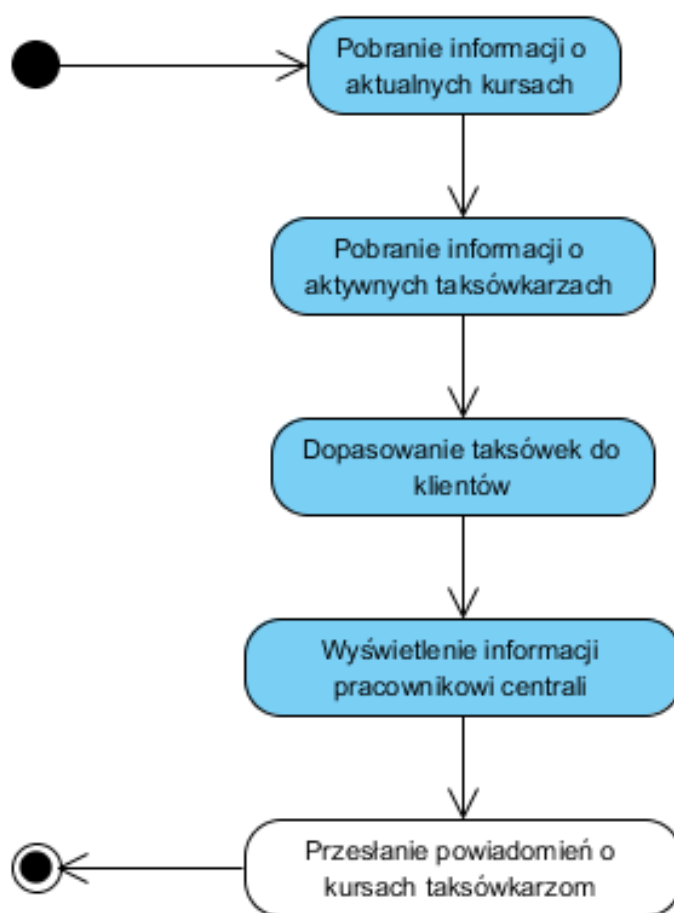 Pobranie informacji o
aktualnych kursach
Pobranie informacji o
aktywnych taksówkarzach
Dopasowanie taksówek do
klientów
Wyświetlenie informacji
pracownikowi centrali
Przesłanie powiadomień o
kursach taksówkarzom